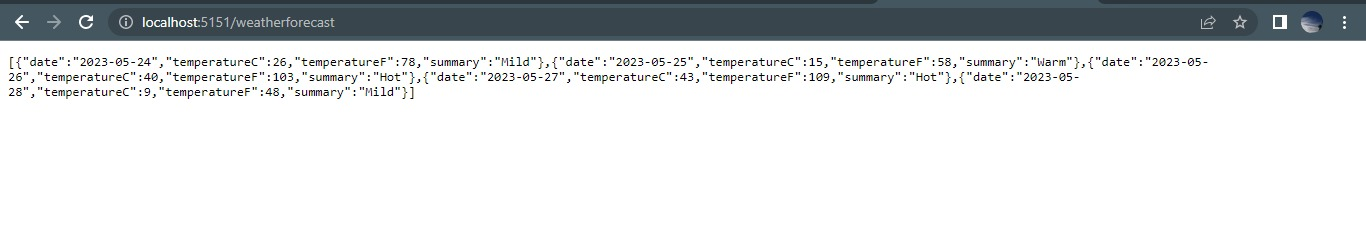 localhost:5151/weatherforecast
[{"date":"2023-05-24","temperatureC":26,"temperatureF":78,"summary":"Mild"},{"date":"2023-05-25","temperatureC":15,"temperatureF":58,"summary":"Warm"},{"date":"2023-05-
26","temperatureC":40,"temperatureF":103,"summary":"Hot"},{"date":"2023-05-27","temperatureC":43,"temperatureF":109,"summary":"Hot"},{"date":"2023-05-
28","temperatureC":9,"temperatureF":48,"summary":"Mild"}]